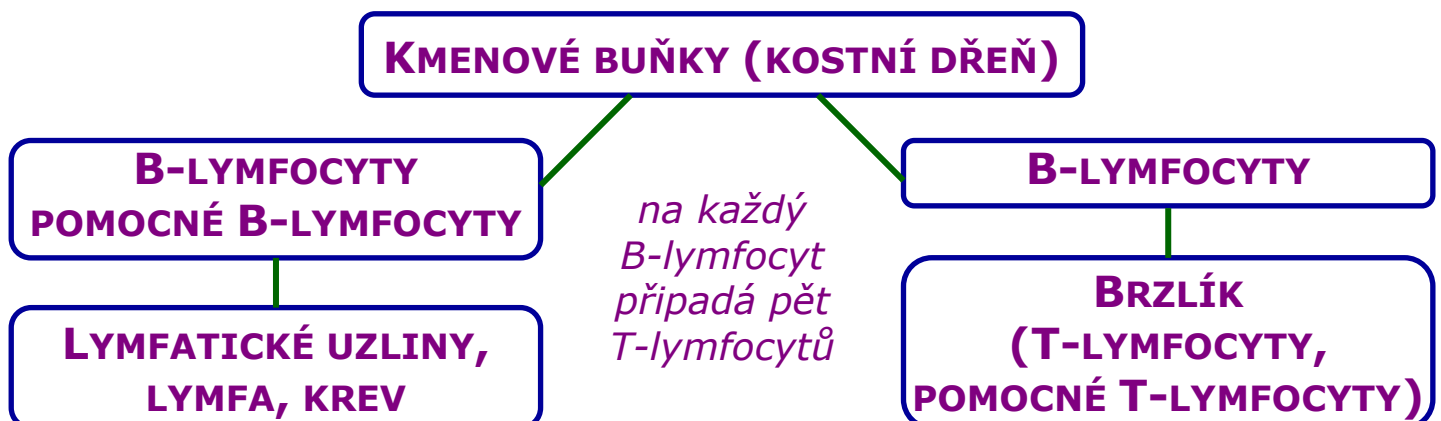 KMENOVÉ BUŇKY (KOSTNÍ DŘEŇ)
B-LYMFOCYTY
POMOCNÉ B-LYMFOCYTY
LYMFATICKÉ UZLINY,
LYMFA, KREV
na každý
B-lymfocyt
připadá pět
T-lymfocytů
B-LYMFOCYTY
BRZLÍK
(T-LYMFOCYTY,
POMOCNÉ T-LYMFOCYTY)